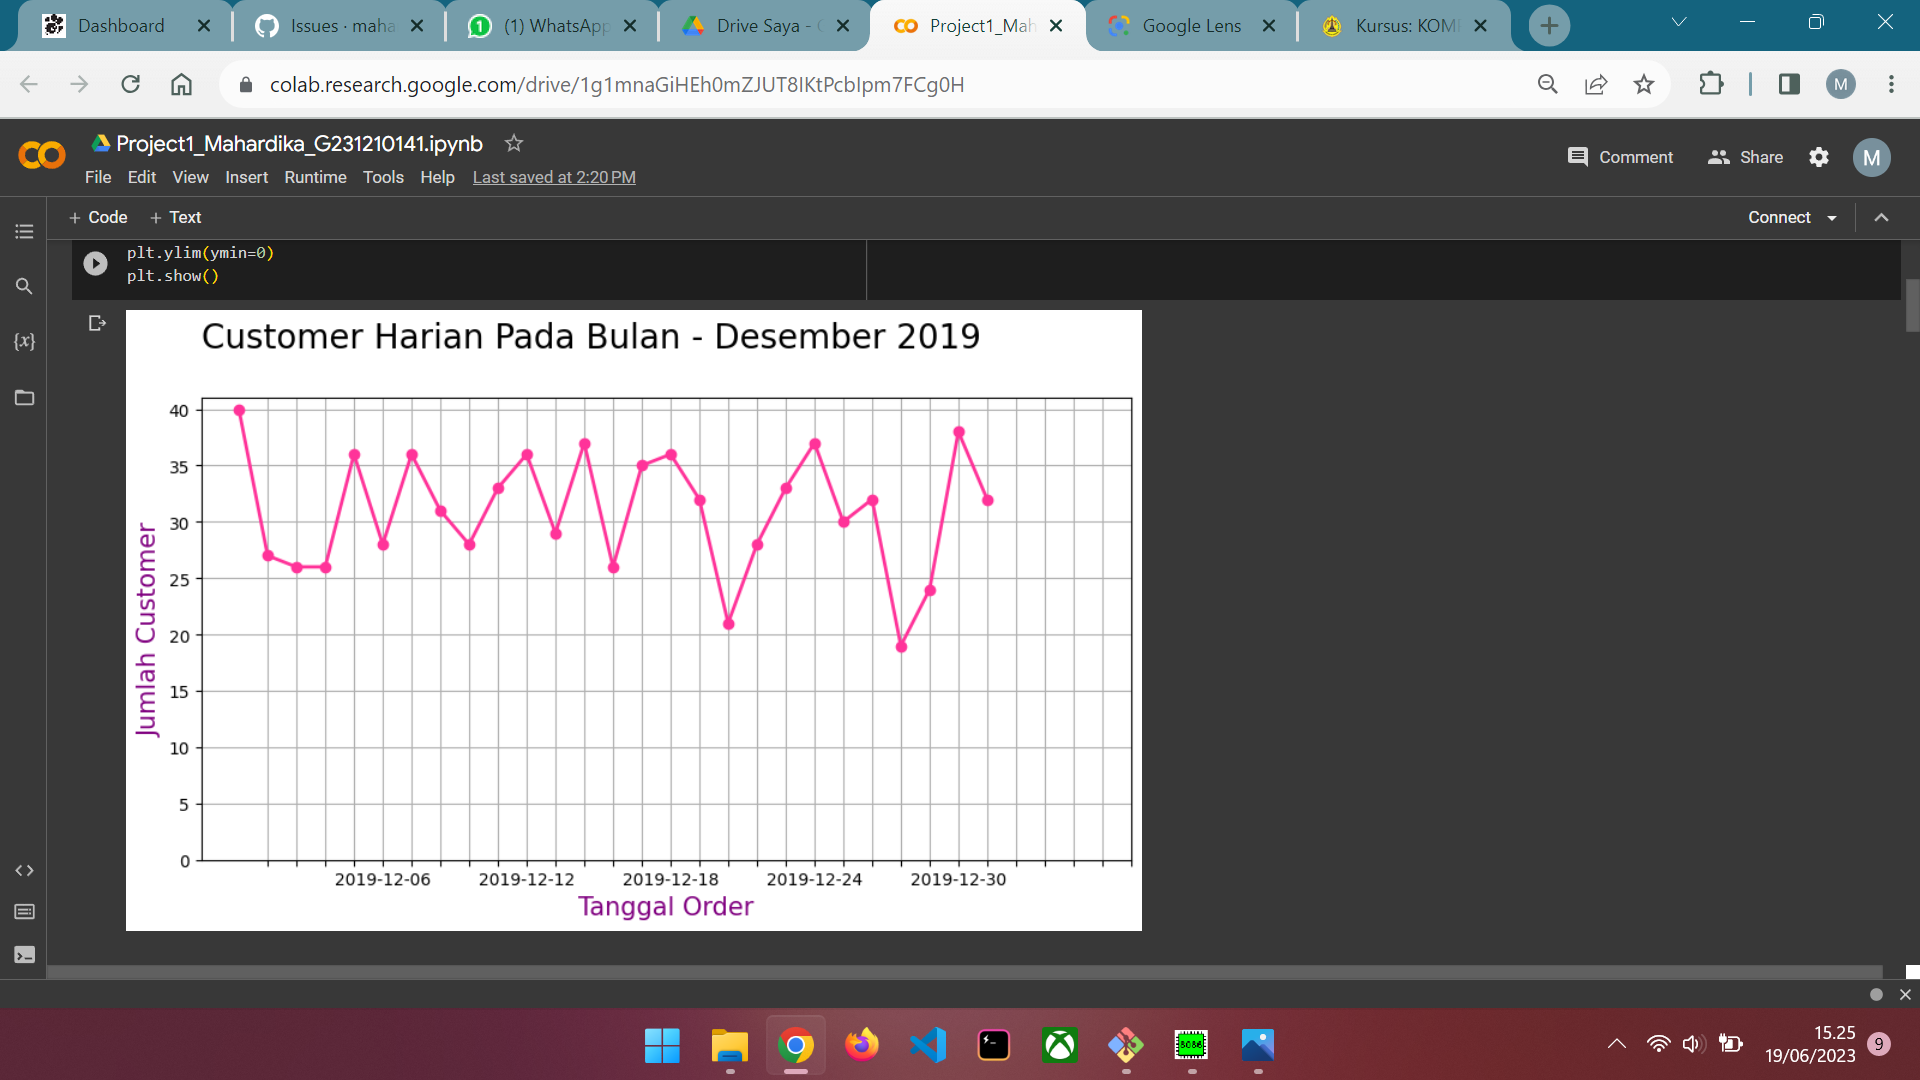 Dashboard
Issues · maha
(1) WhatsApp
Drive Saya -
Project1_Mah
Google Lens
Kursus: KOM
colab.research.google.com/drive/1g1mnaGiHEh0mZJUT8IKtPcbIpm7FCg0H
M
Project1_Mahardika_G231210141.ipynb
Comment
Share
M
File Edit View Insert Runtime Tools Help Last saved at 2:20 PM
+ Code + Text
Connect
plt.ylim(ymin=0)
plt.show()
{x}
Customer Harian Pada Bulan - Desember 2019
40
35
30
25
20
15
10
5
0
Jumlah Customer
2019-12-06 2019-12-12 2019-12-18 2019-12-24 2019-12-30
Tanggal Order
8086
15.25
19/06/2023
9